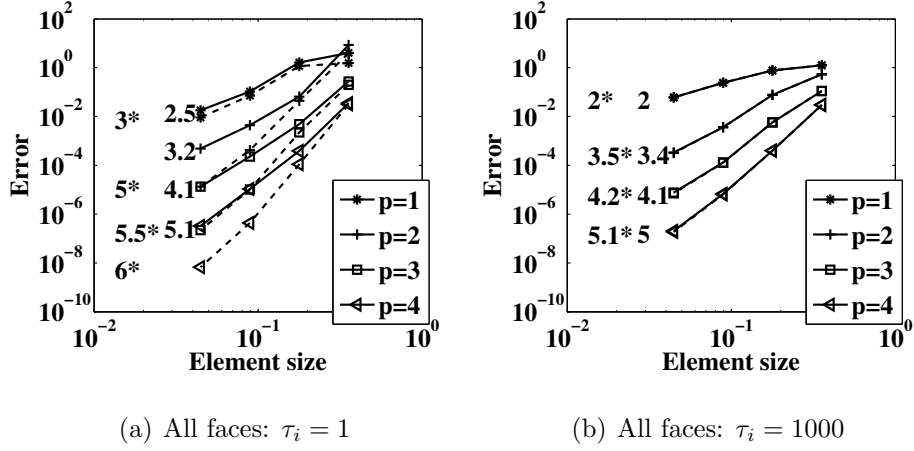 10^2
10^0
10^-2
10^-4
10^-6
10^-8
10^-10
Error
3*
2.5
3.2
5*
4.1
5.5*
5.1
6*
p=1
p=2
p=3
p=4
10^-2
10^-1
10^0
Element size
(a) All faces: τ_i = 1
10^2
10^0
10^-2
10^-4
10^-6
10^-8
10^-10
Error
2*
2
3.5*
3.4
4.2*
4.1
5.1*
5
p=1
p=2
p=3
p=4
10^-2
10^-1
10^0
Element size
(b) All faces: τ_i = 1000